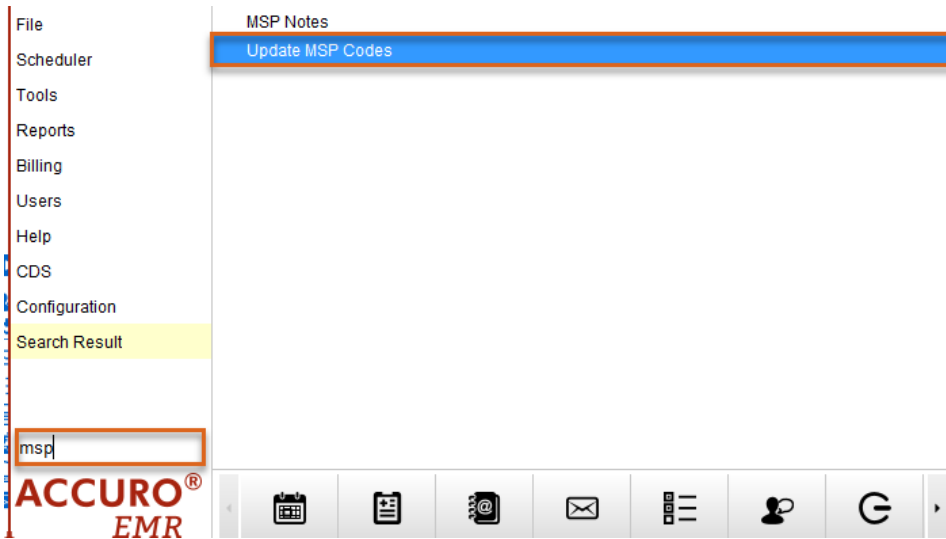 File
Scheduler
Tools
Reports
Billing
Users
Help
CDS
Configuration
Search Result
msp
ACCURO®
EMR
MSP Notes
Update MSP Codes